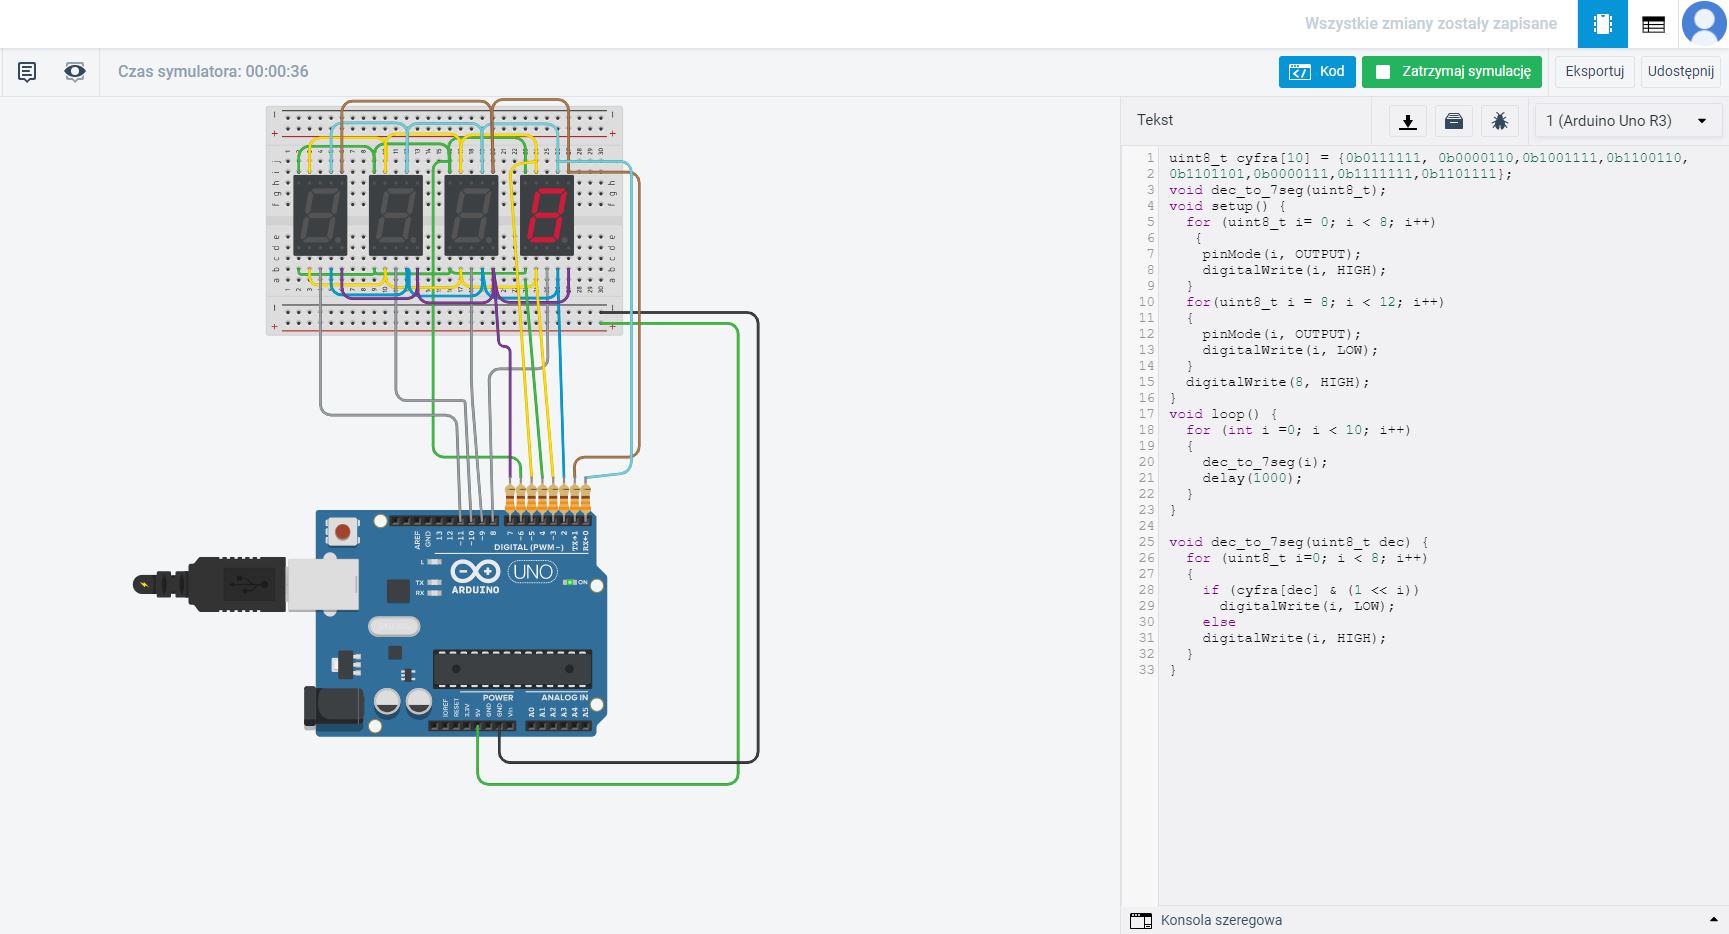 Wszystkie zmiany zostały zapisane
Czas symulatora: 00:00:36
Kod
Zatrzymaj symulację
Eksportuj
Udostępnij
Tekst
1 (Arduino Uno R3)
1 uint8_t cyfra[10] = {0b0111111, 0b0000110,0b1001111,0b1100110,
2 0b1101101,0b0000111,0b1111111,0b1101111};
3 void dec_to_7seg(uint8_t);
4 void setup() {
5 for (uint8_t i= 0; i < 8; i++)
6 {
7 pinMode(i, OUTPUT);
8 digitalWrite(i, HIGH);
9 }
10 for(uint8_t i = 8; i < 12; i++)
11 {
12 pinMode(i, OUTPUT);
13 digitalWrite(i, LOW);
14 }
15 digitalWrite(8, HIGH);
16 }
17 void loop() {
18 for (int i =0; i < 10; i++)
19 {
20 dec_to_7seg(i);
21 delay(1000);
22 }
23 }
24
25 void dec_to_7seg(uint8_t dec) {
26 for (uint8_t i=0; i < 8; i++)
27 {
28 if (cyfra[dec] & (1 << i))
29 digitalWrite(i, LOW);
30 else
31 digitalWrite(i, HIGH);
32 }
33 }
AREF GND 13 12 ~11 ~10 ~9 8 7 ~6 ~5 4 ~3 2 TX→1 RX←0
DIGITAL (PWM~)
L
TX
RX
UNO
ARDUINO
ON
POWER
ANALOG IN
IOREF RESET 3.3V 5V GND GND Vin A0 A1 A2 A3 A4 A5
Konsola szeregowa